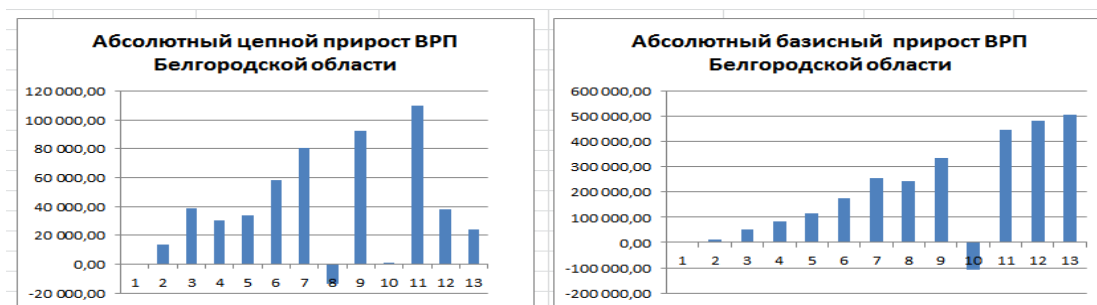 Абсолютный цепной прирост ВРП
Белгородской области
120 000,00
100 000,00
80 000,00
60 000,00
40 000,00
20 000,00
0,00
-20 000,00
1 2 3 4 5 6 7 8 9 10 11 12 13
Абсолютный базисный прирост ВРП
Белгородской области
600 000,00
500 000,00
400 000,00
300 000,00
200 000,00
100 000,00
0,00
-100 000,00
-200 000,00
1 2 3 4 5 6 7 8 9 10 11 12 13